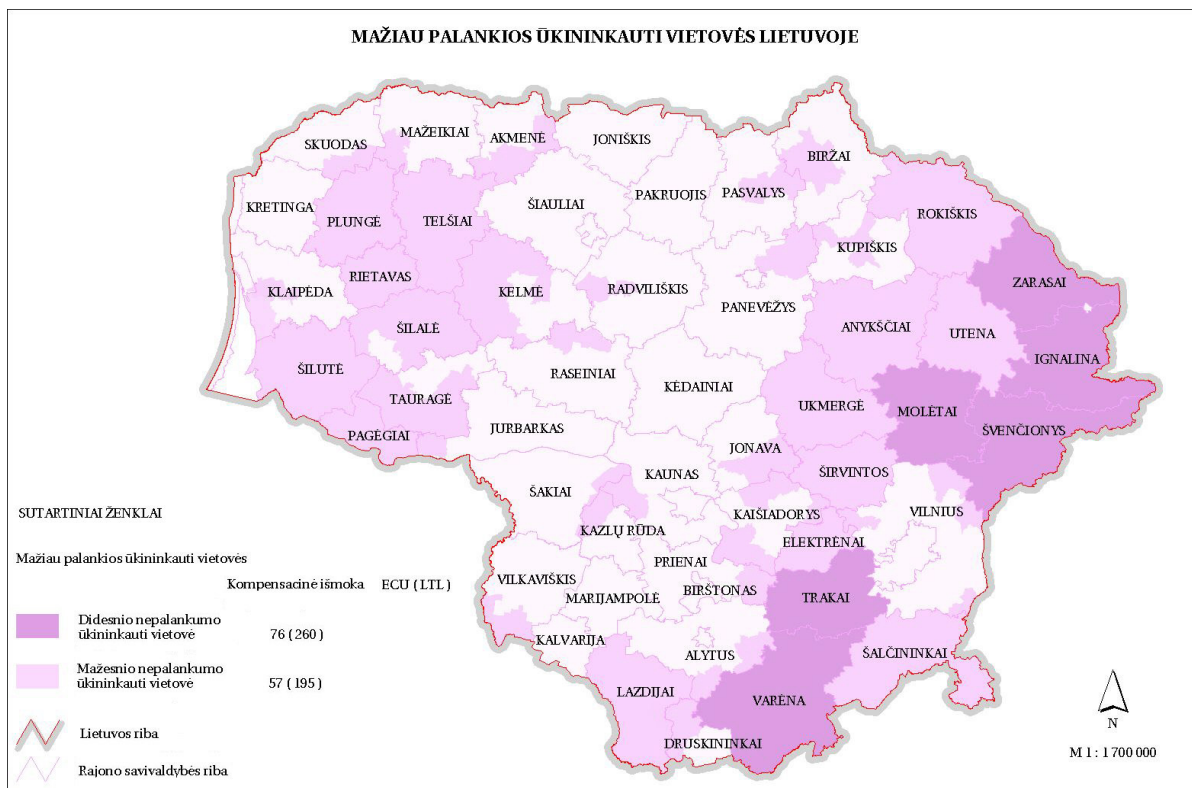 MAŽIAU PALANKIOS ŪKININKAUTI VIETOVĖS LIETUVOJE
SKUODAS
MAŽEIKIAI
AKMENĖ
JONIŠKIS
BIRŽAI
KRETINGA
PLUNGĖ
TELŠIAI
ŠIAULIAI
PAKRUOJIS
PASVALYS
ROKIŠKIS
KUPIŠKIS
RIETAVAS
KLAIPĖDA
KELMĖ
RADVILIŠKIS
PANEVĖŽYS
ZARASAI
ŠILALĖ
ANYKŠČIAI
UTENA
IGNALINA
ŠILUTĖ
TAURAGĖ
RASEINIAI
KĖDAINIAI
UKMERGĖ
MOLĖTAI
ŠVENČIONYS
PAGĖGIAI
JURBARKAS
JONAVA
KAUNAS
ŠIRVINTOS
ŠAKIAI
KAIŠIADORYS
VILNIUS
KAZLŲ RŪDA
ELEKTRĖNAI
PRIENAI
VILKAVIŠKIS
BIRŠTONAS
MARIJAMPOLĖ
TRAKAI
KALVARIJA
ALYTUS
ŠALČININKAI
LAZDIJAI
VARĖNA
DRUSKININKAI
SUTARTINIAI ŽENKLAI
Mažiau palankios ūkininkauti vietovės
Kompensacinė išmoka ECU ( LTL )
Didesnio nepalankumo
ūkininkauti vietovė 76 ( 260 )
Mažesnio nepalankumo
ūkininkauti vietovė 57 ( 195 )
Lietuvos riba
Rajono savivaldybės riba
N
M 1 : 1 700 000